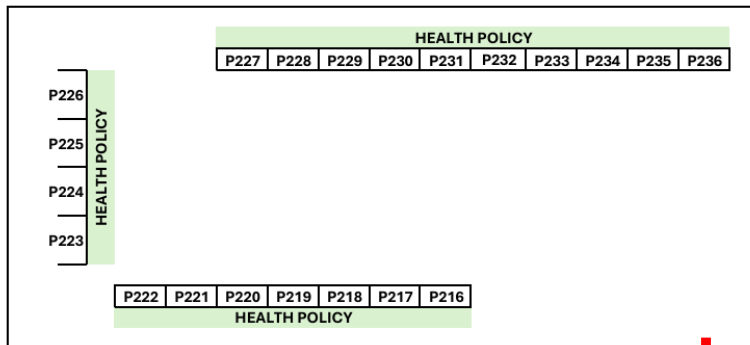 HEALTH POLICY
P227 P228 P229 P230 P231 P232 P233 P234 P235 P236
P226
P225
P224
P223
HEALTH POLICY
P222 P221 P220 P219 P218 P217 P216
HEALTH POLICY